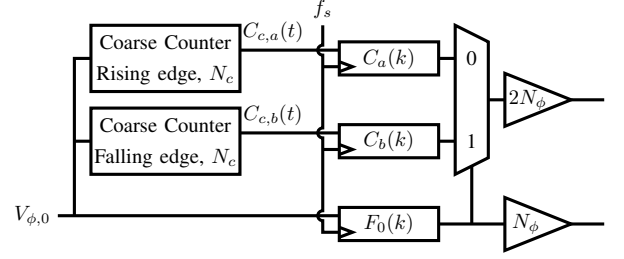 f_s
Coarse Counter
Rising edge, N_c
C_{c,a}(t)
C_a(k)
0
2N_ϕ
Coarse Counter
Falling edge, N_c
C_{c,b}(t)
C_b(k)
1
V_{ϕ,0}
F_0(k)
N_ϕ